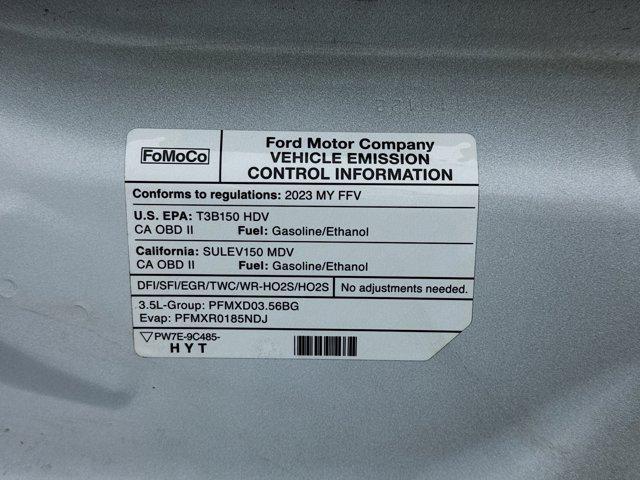 FoMoCo
Ford Motor Company
VEHICLE EMISSION
CONTROL INFORMATION
Conforms to regulations: 2023 MY FFV
U.S. EPA: T3B150 HDV
CA OBD II Fuel: Gasoline/Ethanol
California: SULEV150 MDV
CA OBD II Fuel: Gasoline/Ethanol
DFI/SFI/EGR/TWC/WR-HO2S/HO2S No adjustments needed.
3.5L-Group: PFMXD03.56BG
Evap: PFMXR0185NDJ
PW7E-9C485-
HYT